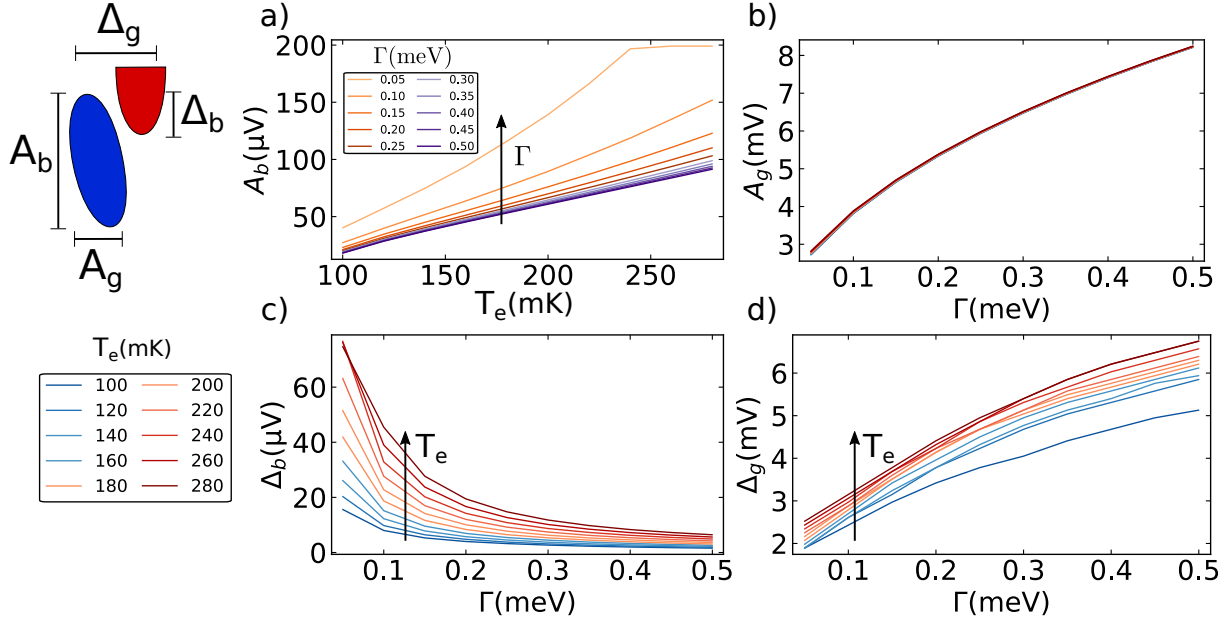 Δg
Δb
Ab
Ag
a)
Γ(meV)
0.05 0.30
0.10 0.35
0.15 0.40
0.20 0.45
0.25 0.50
Γ
Ab(μV)
200
150
100
50
100 150 200 250
Te(mK)
b)
Ag(mV)
8
7
6
5
4
3
0.1 0.2 0.3 0.4 0.5
Γ(meV)
Te(mK)
100 200
120 220
140 240
160 260
180 280
c)
Te
Δb(μV)
60
40
20
0
0.1 0.2 0.3 0.4 0.5
Γ(meV)
d)
Te
Δg(mV)
6
5
4
3
2
0.1 0.2 0.3 0.4 0.5
Γ(meV)